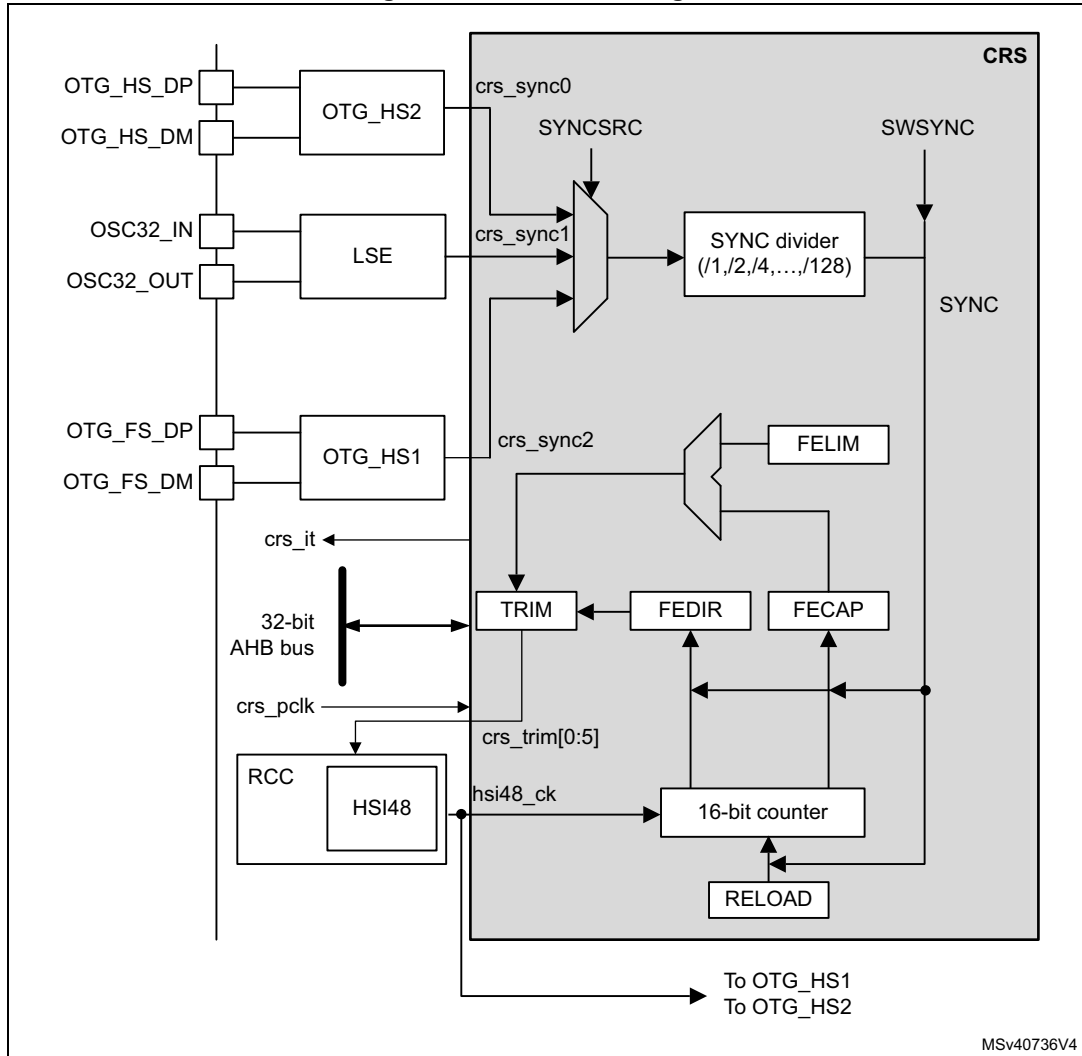 CRS
OTG_HS_DP
OTG_HS_DM
OTG_HS2
crs_sync0
SYNCSRC
SWSYNC
OSC32_IN
OSC32_OUT
LSE
crs_sync1
SYNC divider
(/1,/2,/4,…,/128)
SYNC
OTG_FS_DP
OTG_FS_DM
OTG_HS1
crs_sync2
FELIM
crs_it
32-bit
AHB bus
TRIM
FEDIR
FECAP
crs_pclk
crs_trim[0:5]
RCC
HSI48
hsi48_ck
16-bit counter
RELOAD
To OTG_HS1
To OTG_HS2
MSv40736V4